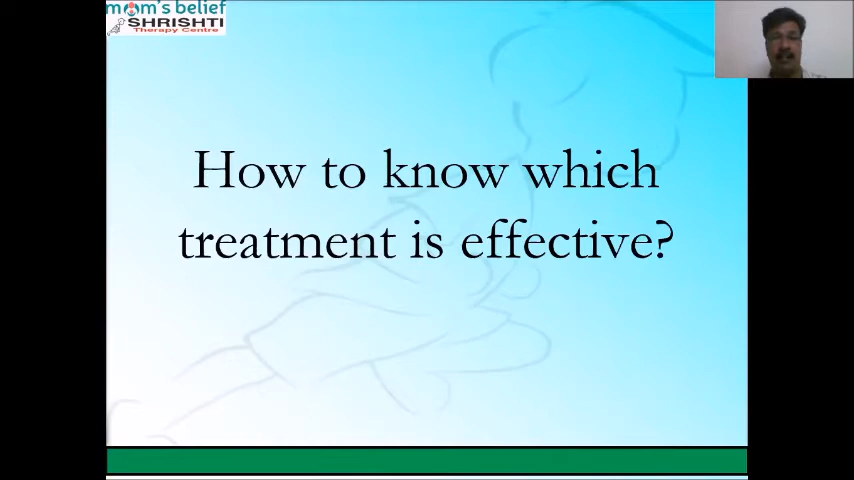 mom's belief
SHRISHTI
Therapy Centre
How to know which
treatment is effective?